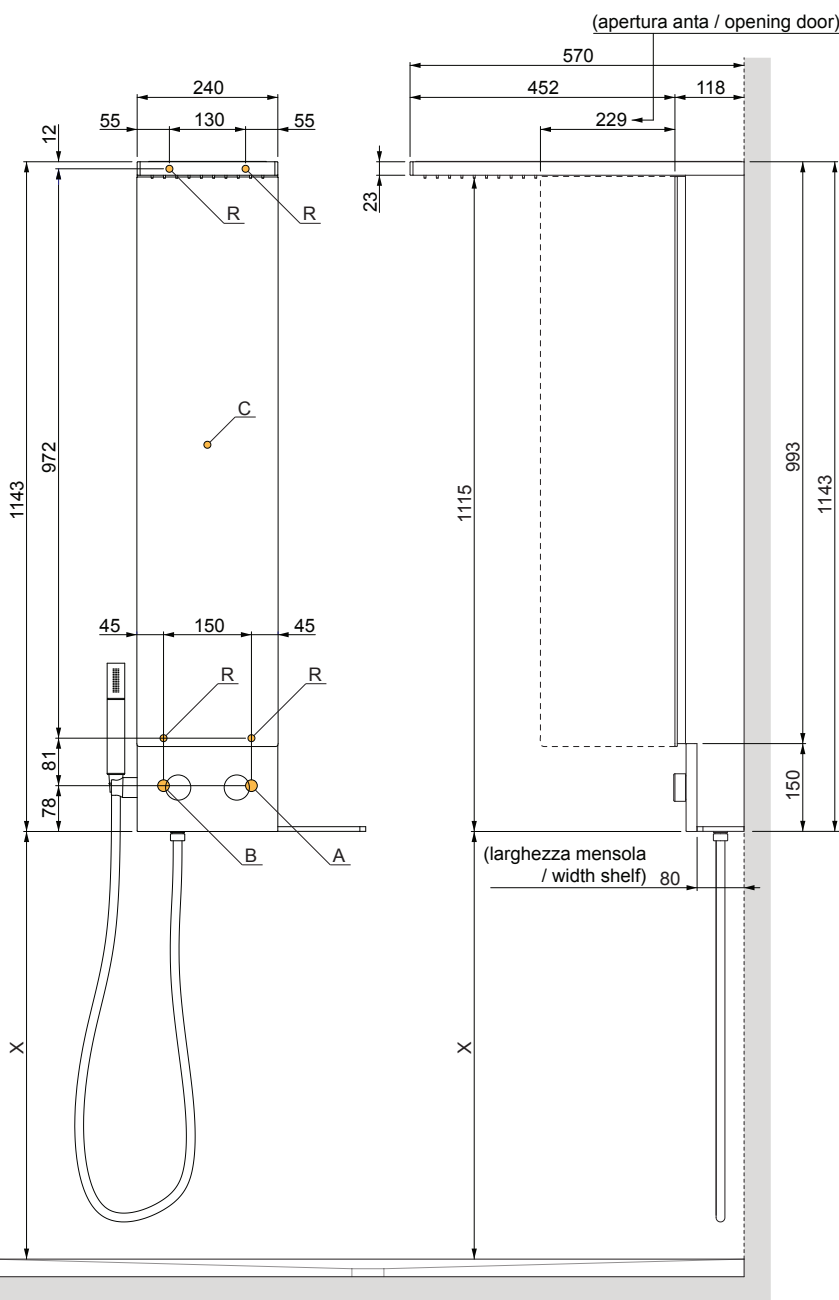 (apertura anta / opening door)
570
240
452
118
55
130
55
229
12
23
R
R
C
972
1143
1115
993
1143
45
150
45
R
R
81
78
150
B
A
(larghezza mensola
/ width shelf)
80
X
X